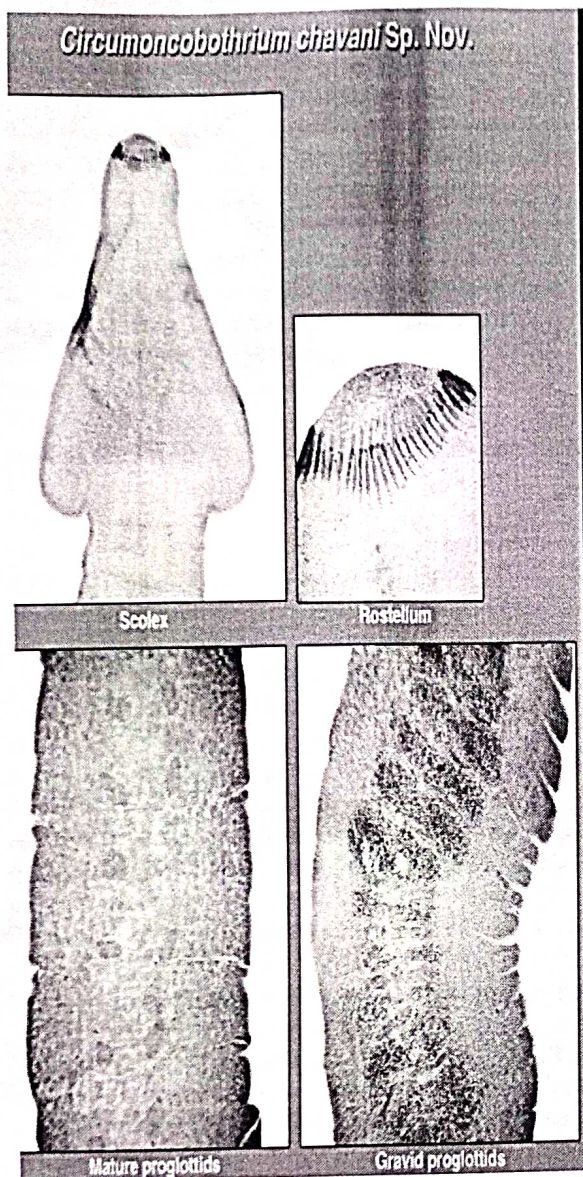 Circumoncobothrium chavani Sp. Nov.
Scolex
Rostellum
Mature proglottids
Gravid proglottids